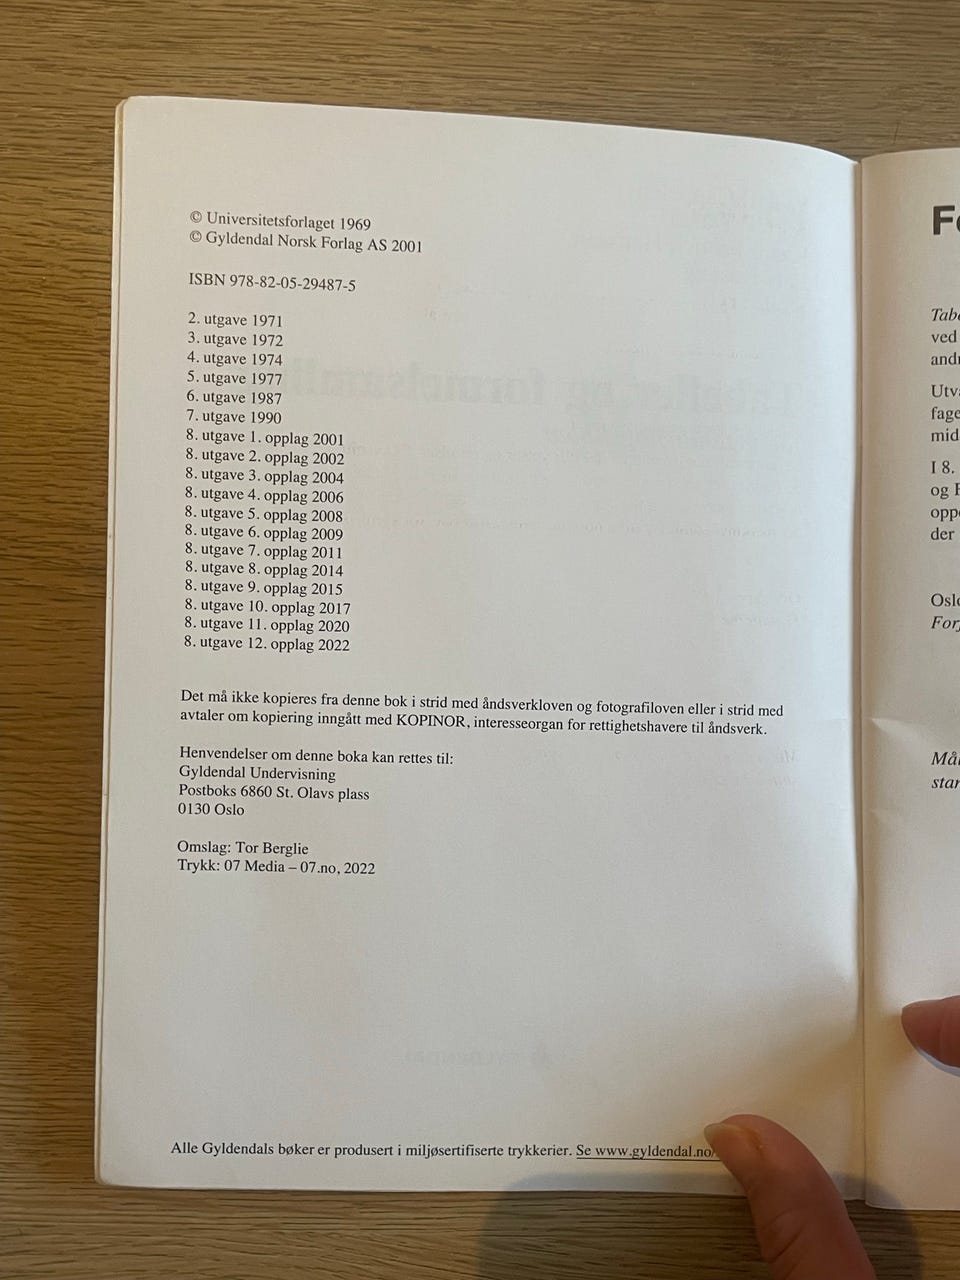 © Universitetsforlaget 1969
© Gyldendal Norsk Forlag AS 2001
ISBN 978-82-05-29487-5
2. utgave 1971
3. utgave 1972
4. utgave 1974
5. utgave 1977
6. utgave 1987
7. utgave 1990
8. utgave 1. opplag 2001
8. utgave 2. opplag 2002
8. utgave 3. opplag 2004
8. utgave 4. opplag 2006
8. utgave 5. opplag 2008
8. utgave 6. opplag 2009
8. utgave 7. opplag 2011
8. utgave 8. opplag 2014
8. utgave 9. opplag 2015
8. utgave 10. opplag 2017
8. utgave 11. opplag 2020
8. utgave 12. opplag 2022
Det må ikke kopieres fra denne bok i strid med åndsverkloven og fotografiloven eller i strid med
avtaler om kopiering inngått med KOPINOR, interesseorgan for rettighetshavere til åndsverk.
Henvendelser om denne boka kan rettes til:
Gyldendal Undervisning
Postboks 6860 St. Olavs plass
0130 Oslo
Omslag: Tor Berglie
Trykk: 07 Media – 07.no, 2022
Alle Gyldendals bøker er produsert i miljøsertifiserte trykkerier. Se www.gyldendal.no/
ved
I 8.
og
der